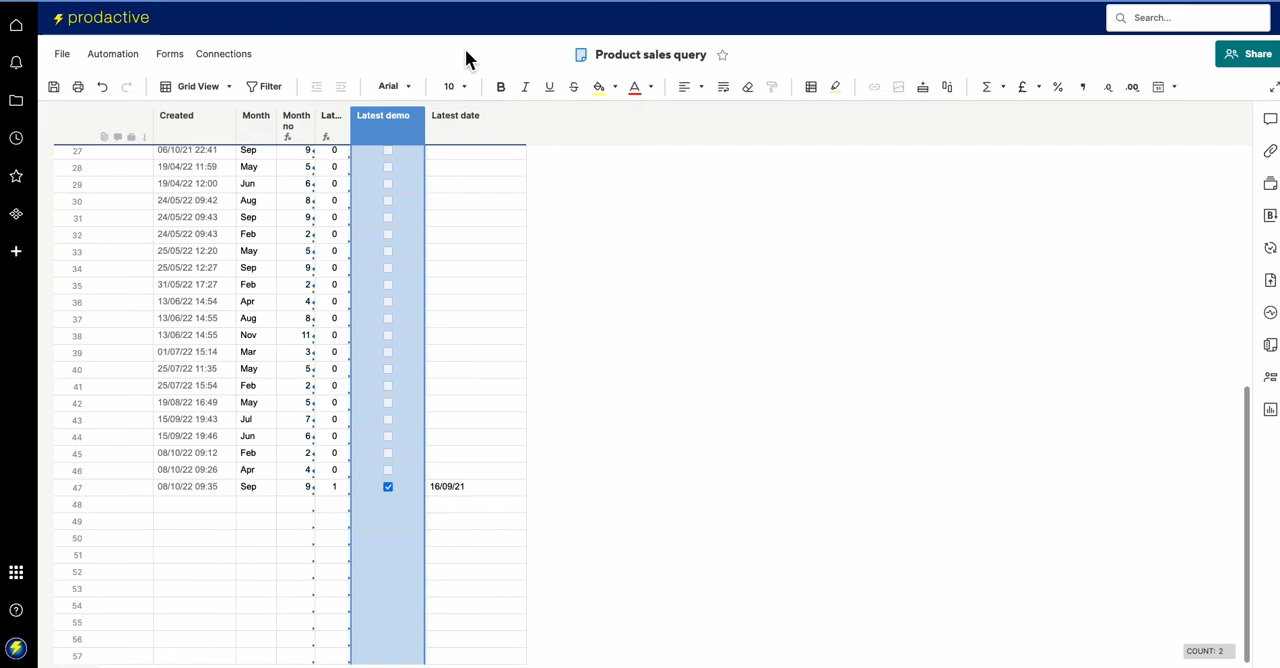 prodactive
Search...
File Automation Forms Connections
Product sales query
Share
Grid View Filter Arial 10 B I U S A Σ £ % .0 .00
Created Month Month no Lat... Latest demo Latest date
fx fx
27 06/10/21 22:41 Sep 9 0
28 19/04/22 11:59 May 5 0
29 19/04/22 12:00 Jun 6 0
30 24/05/22 09:42 Aug 8 0
31 24/05/22 09:43 Sep 9 0
32 24/05/22 09:43 Feb 2 0
33 25/05/22 12:20 May 5 0
34 25/05/22 12:27 Sep 9 0
35 31/05/22 17:27 Feb 2 0
36 13/06/22 14:54 Apr 4 0
37 13/06/22 14:55 Aug 8 0
38 13/06/22 14:55 Nov 11 0
39 01/07/22 15:14 Mar 3 0
40 25/07/22 11:35 May 5 0
41 25/07/22 15:54 Feb 2 0
42 19/08/22 16:49 May 5 0
43 15/09/22 19:43 Jul 7 0
44 15/09/22 19:46 Jun 6 0
45 08/10/22 09:12 Feb 2 0
46 08/10/22 09:26 Apr 4 0
47 08/10/22 09:35 Sep 9 1 16/09/21
48
49
50
51
52
53
54
55
56
57
COUNT: 2